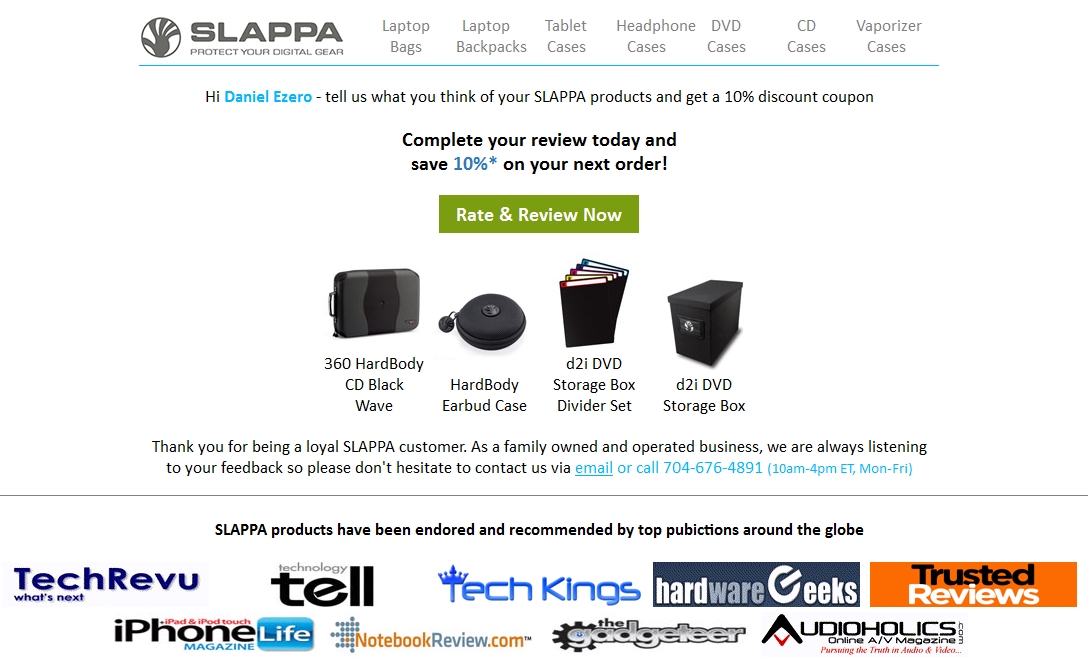 SLAPPA
PROTECT YOUR DIGITAL GEAR
Laptop Bags
Laptop Backpacks
Tablet Cases
Headphone Cases
DVD Cases
CD Cases
Vaporizer Cases
Hi Daniel Ezero - tell us what you think of your SLAPPA products and get a 10% discount coupon
Complete your review today and
save 10%* on your next order!
Rate & Review Now
360 HardBody
CD Black
Wave
HardBody
Earbud Case
d2i DVD
Storage Box
Divider Set
d2i DVD
Storage Box
Thank you for being a loyal SLAPPA customer. As a family owned and operated business, we are always listening
to your feedback so please don't hesitate to contact us via email or call 704-676-4891 (10am-4pm ET, Mon-Fri)
SLAPPA products have been endored and recommended by top pubictions around the globe
TechRevu
what's next
technology
tell
Tech Kings
hardware Geeks
Trusted
Reviews
iPad & iPod touch
iPhone Life
MAGAZINE
NotebookReview.com™
the
gadgeteer
AUDIOHOLICS.com
Online A/V Magazine
Pursuing the Truth in Audio & Video...